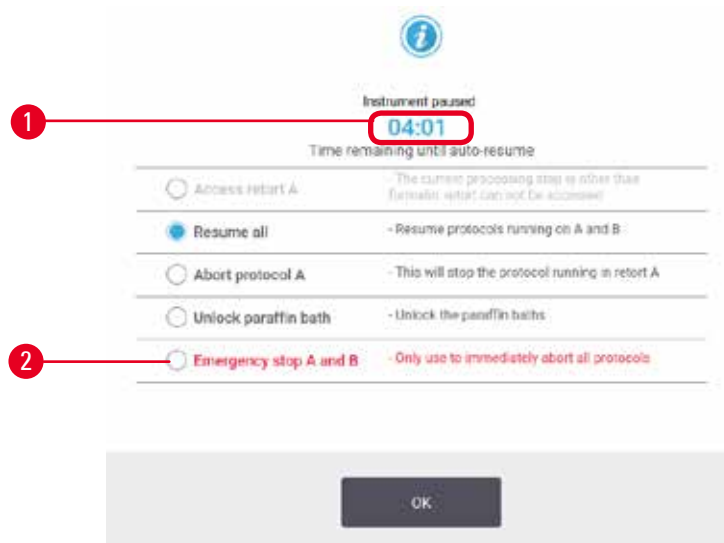 i
Instrument paused
1
04:01
Time remaining until auto-resume
Access retort A
- The current processing step is other than
formalin retort can not be accessed
Resume all
- Resume protocols running on A and B
Abort protocol A
- This will stop the protocol running in retort A
Unlock paraffin bath
- Unlock the paraffin baths
2
Emergency stop A and B
- Only use to immediately abort all protocols
OK